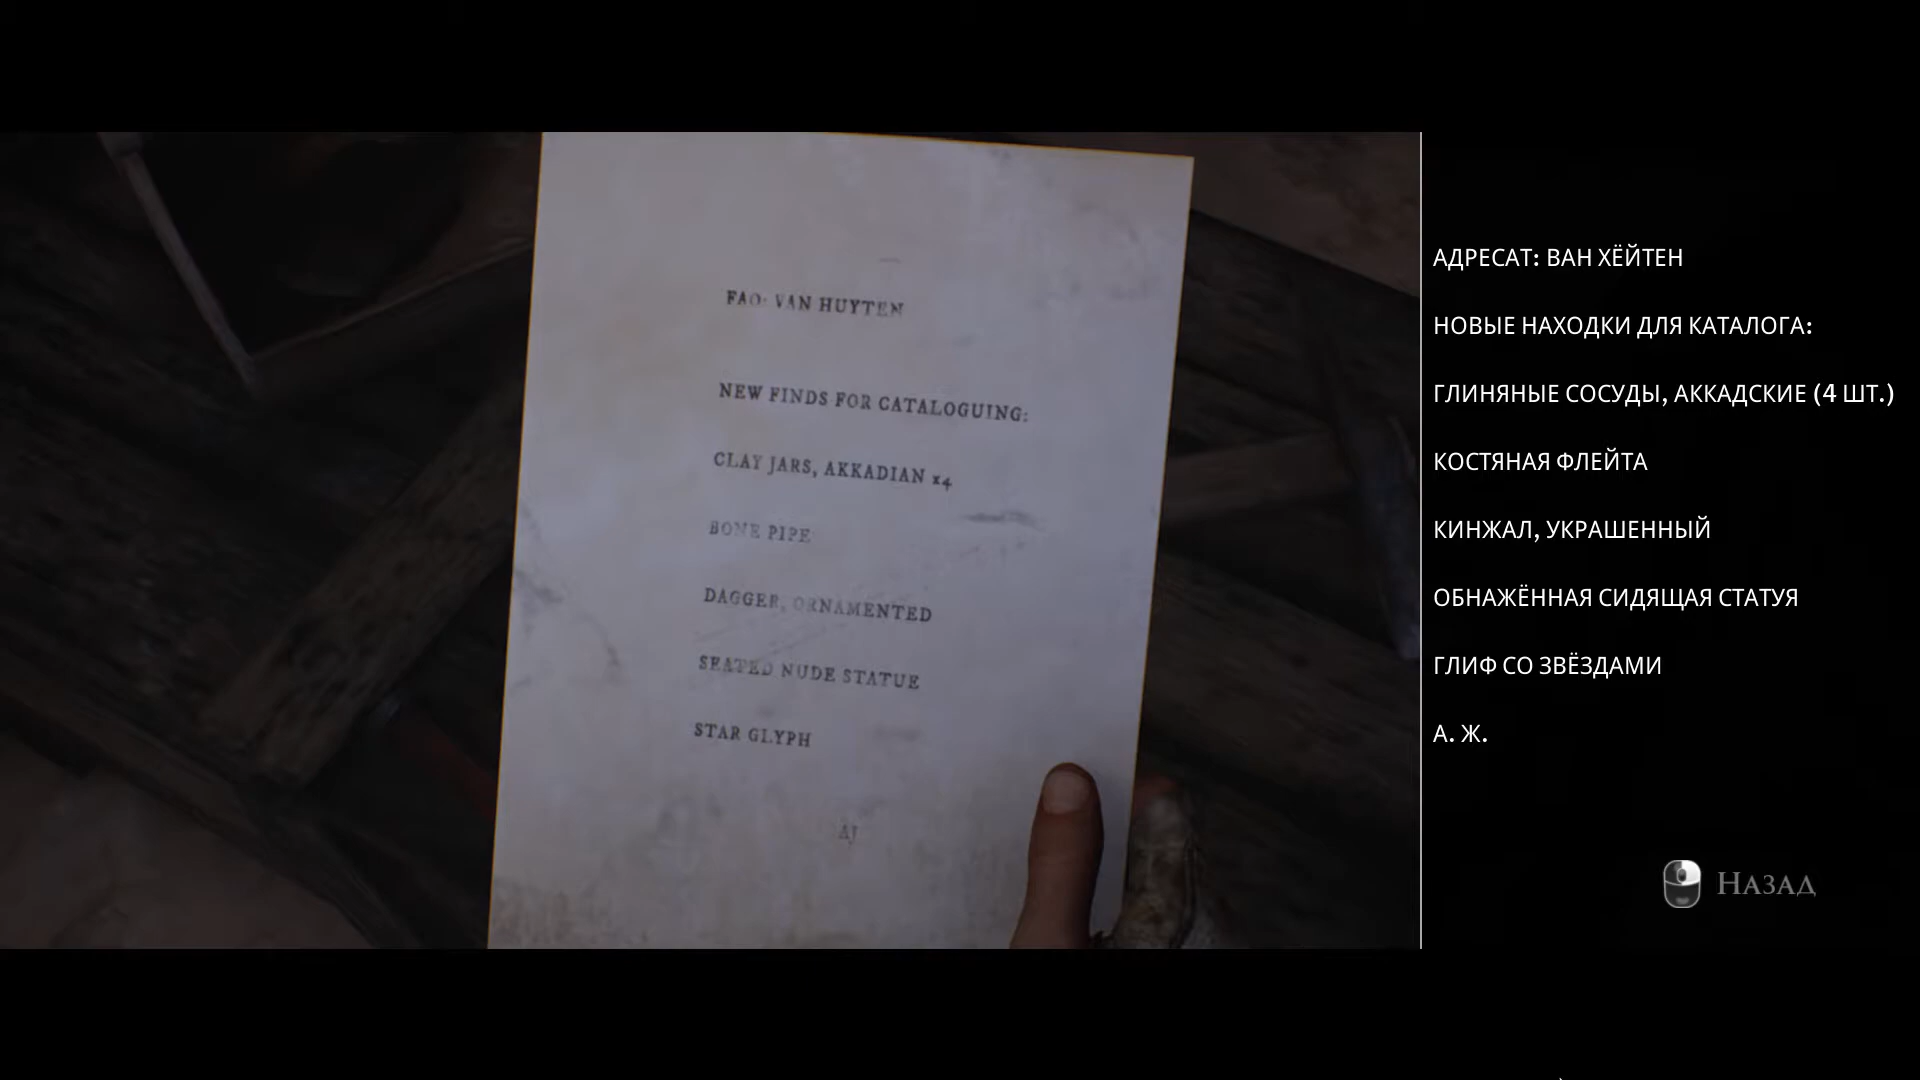 FAO: VAN HUYTEN
NEW FINDS FOR CATALOGUING:
CLAY JARS, AKKADIAN x4
BONE PIPE
DAGGER, ORNAMENTED
SEATED NUDE STATUE
STAR GLYPH
AJ
АДРЕСАТ: ВАН ХЁЙТЕН
НОВЫЕ НАХОДКИ ДЛЯ КАТАЛОГА:
ГЛИНЯНЫЕ СОСУДЫ, АККАДСКИЕ (4 ШТ.)
КОСТЯНАЯ ФЛЕЙТА
КИНЖАЛ, УКРАШЕННЫЙ
ОБНАЖЁННАЯ СИДЯЩАЯ СТАТУЯ
ГЛИФ СО ЗВЁЗДАМИ
А. Ж.
НАЗАД